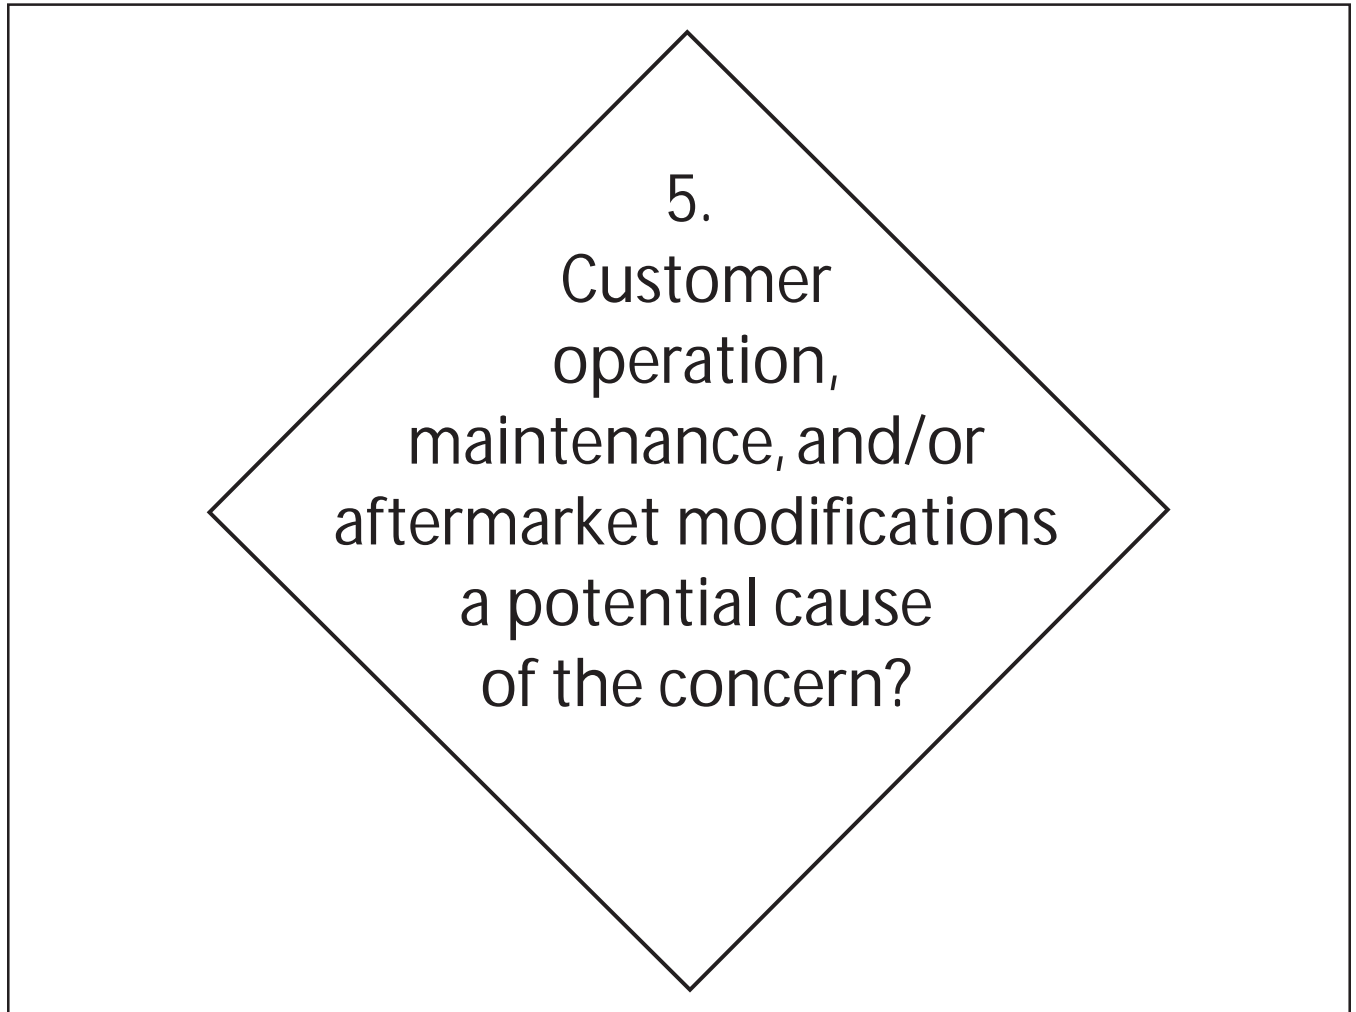 5.
Customer
operation,
maintenance, and/or
aftermarket modifications
a potential cause
of the concern?